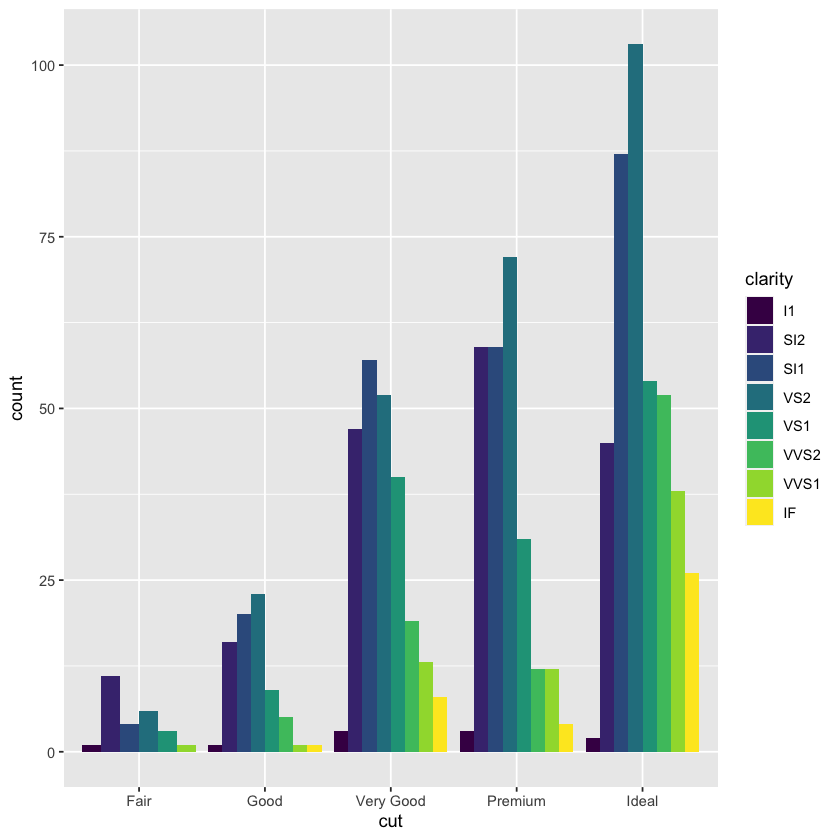 100
75
50
25
0
count
Fair Good Very Good Premium Ideal
cut
clarity
I1
SI2
SI1
VS2
VS1
VVS2
VVS1
IF